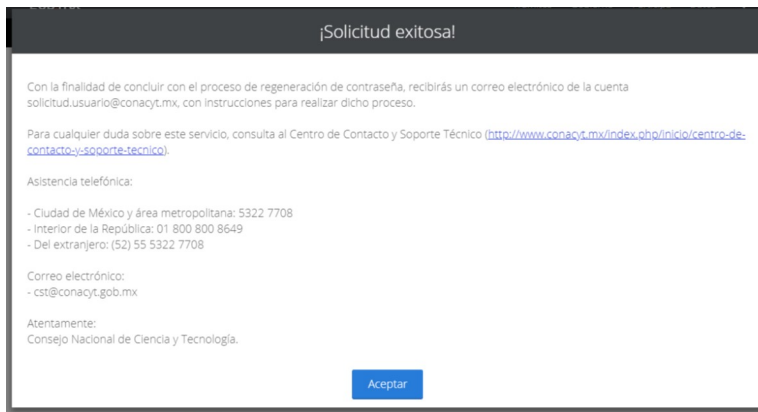 ¡Solicitud exitosa!
Con la finalidad de concluir con el proceso de regeneración de contraseña, recibirás un correo electrónico de la cuenta
solicitud.usuario@conacyt.mx, con instrucciones para realizar dicho proceso.
Para cualquier duda sobre este servicio, consulta al Centro de Contacto y Soporte Técnico (http://www.conacyt.mx/index.php/inicio/centro-de-
contacto-y-soporte-tecnico).
Asistencia telefónica:
- Ciudad de México y área metropolitana: 5322 7708
- Interior de la República: 01 800 800 8649
- Del extranjero: (52) 55 5322 7708
Correo electrónico:
- cst@conacyt.gob.mx
Atentamente:
Consejo Nacional de Ciencia y Tecnología.
Aceptar